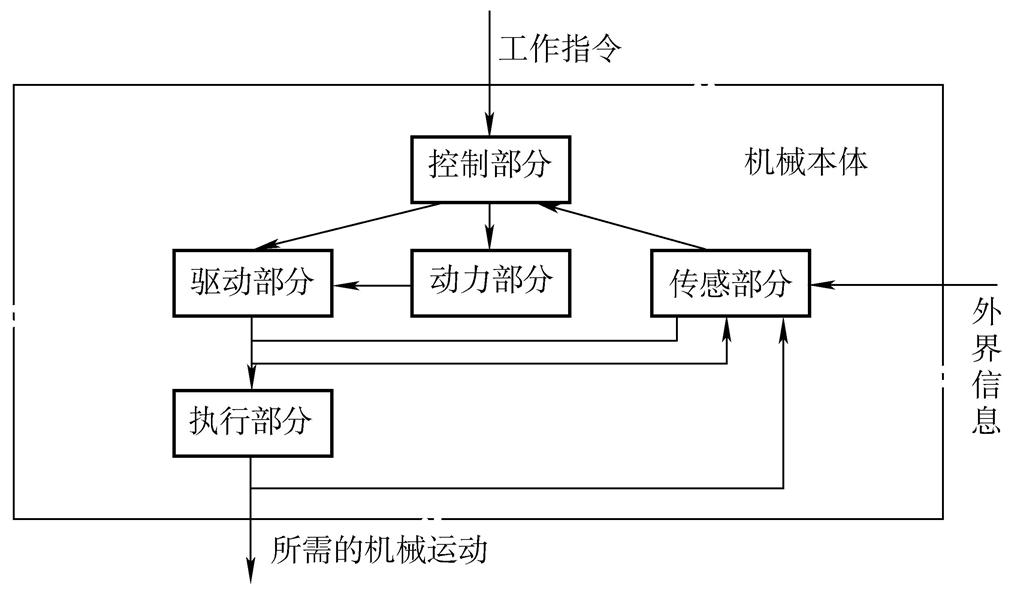 工作指令
控制部分
机械本体
驱动部分
动力部分
传感部分
外界信息
执行部分
所需的机械运动